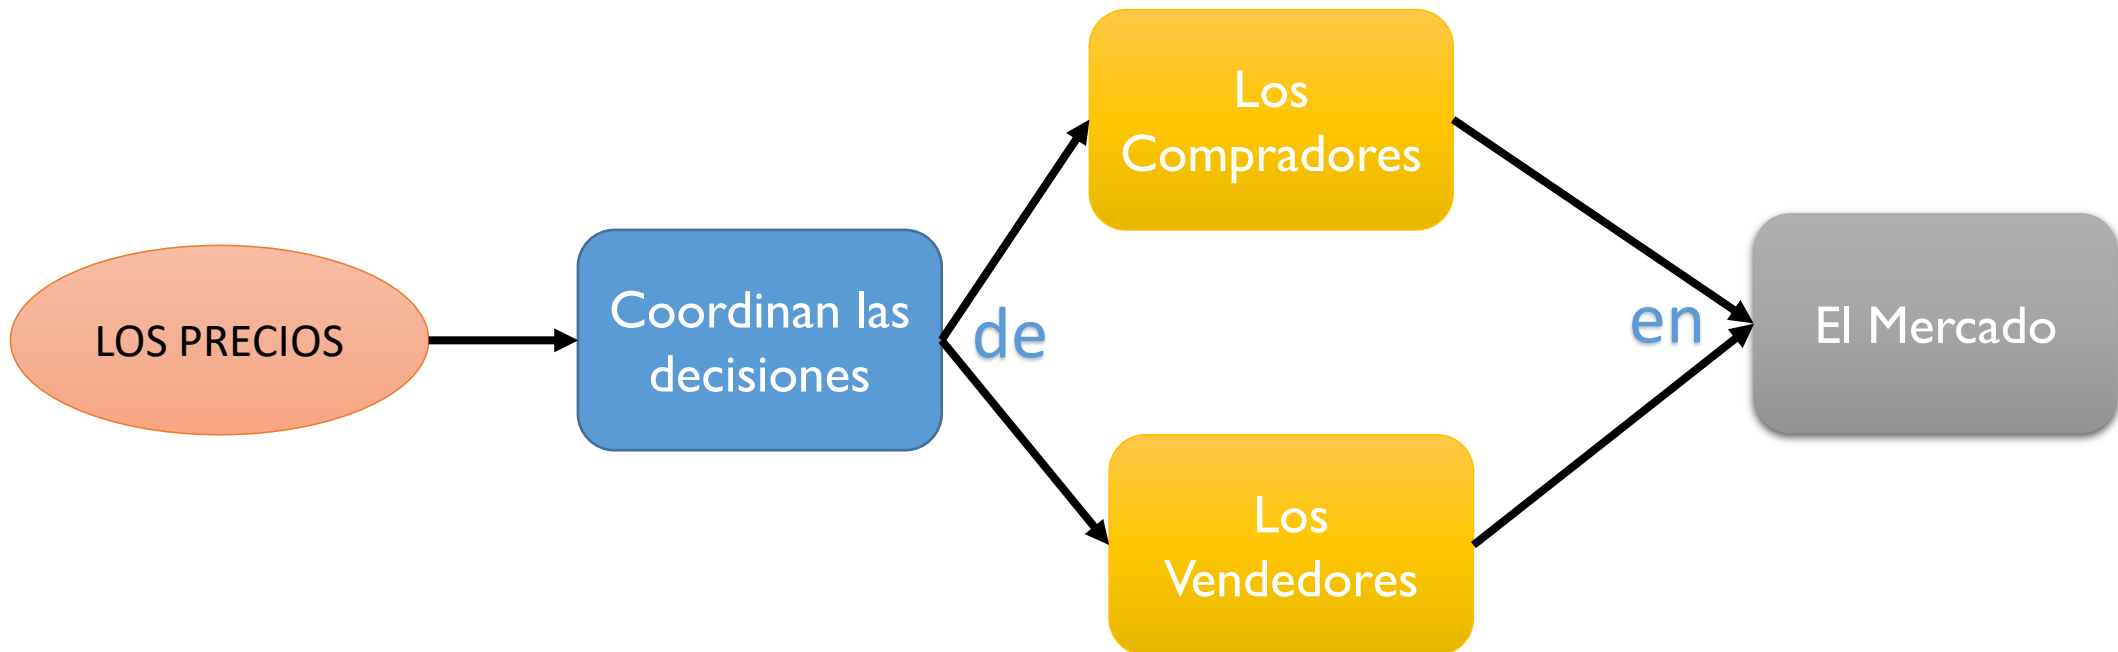 LOS PRECIOS
Coordinan las
decisiones
de
Los
Compradores
Los
Vendedores
en
El Mercado